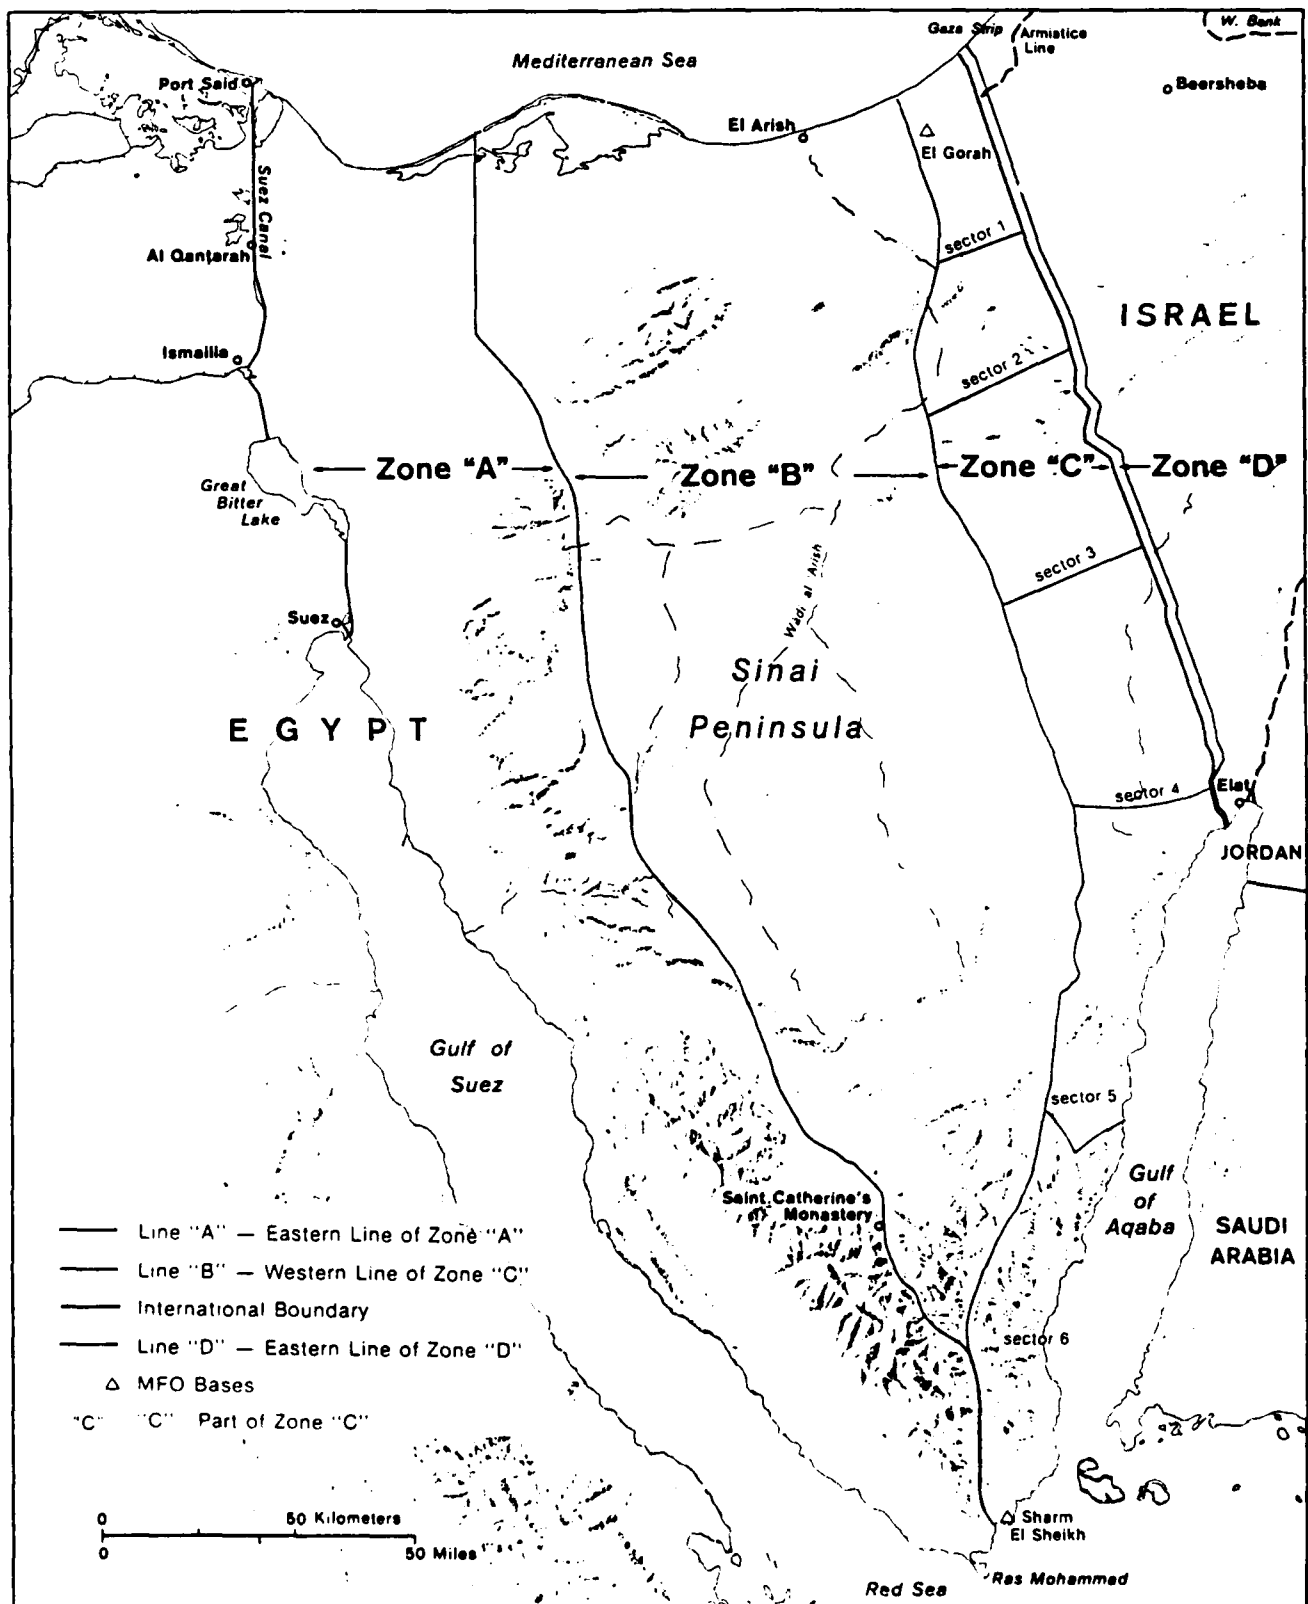 Gaza Strip
Armistice
Line
W. Bank
Mediterranean Sea
Port Said
Beersheba
El Arish
El Gorah
Suez Canal
sector 1
Al Qantarah
ISRAEL
Ismailia
sector 2
Zone "A"
Zone "B"
Zone "C"
Zone "D"
Great
Bitter
Lake
sector 3
Wadi al 'Arish
Suez
Sinai
Peninsula
EGYPT
sector 4
Elat
JORDAN
Gulf of
Suez
sector 5
Gulf
of
Aqaba
Saint Catherine's
Monastery
SAUDI
ARABIA
Line "A" — Eastern Line of Zone "A"
Line "B" — Western Line of Zone "C"
International Boundary
sector 6
Line "D" — Eastern Line of Zone "D"
MFO Bases
"C" "C" Part of Zone "C"
0 50 Kilometers
0 50 Miles
Sharm
El Sheikh
Ras Mohammad
Red Sea